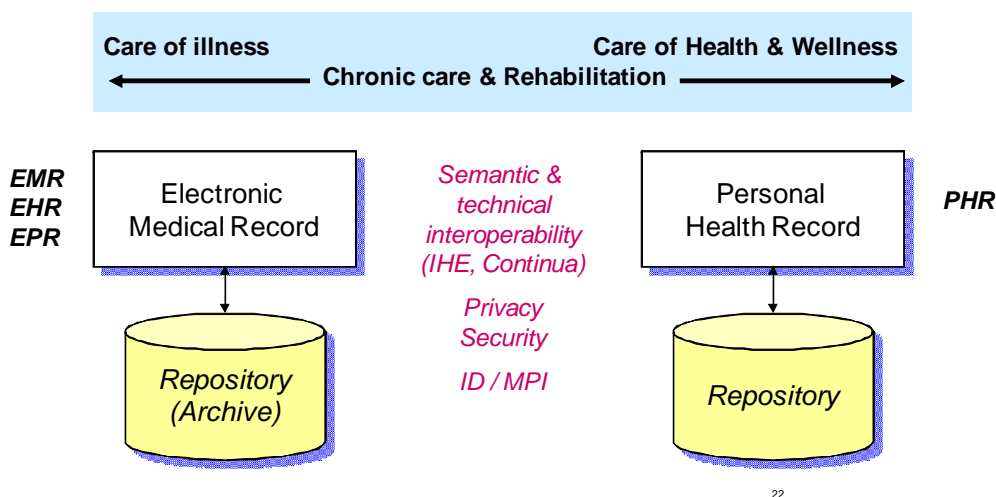 Care of illness
Care of Health & Wellness
Chronic care & Rehabilitation
EMR
EHR
EPR
Electronic
Medical Record
Semantic &
technical
interoperability
(IHE, Continua)
Privacy
Security
ID / MPI
Personal
Health Record
PHR
Repository
(Archive)
Repository
22